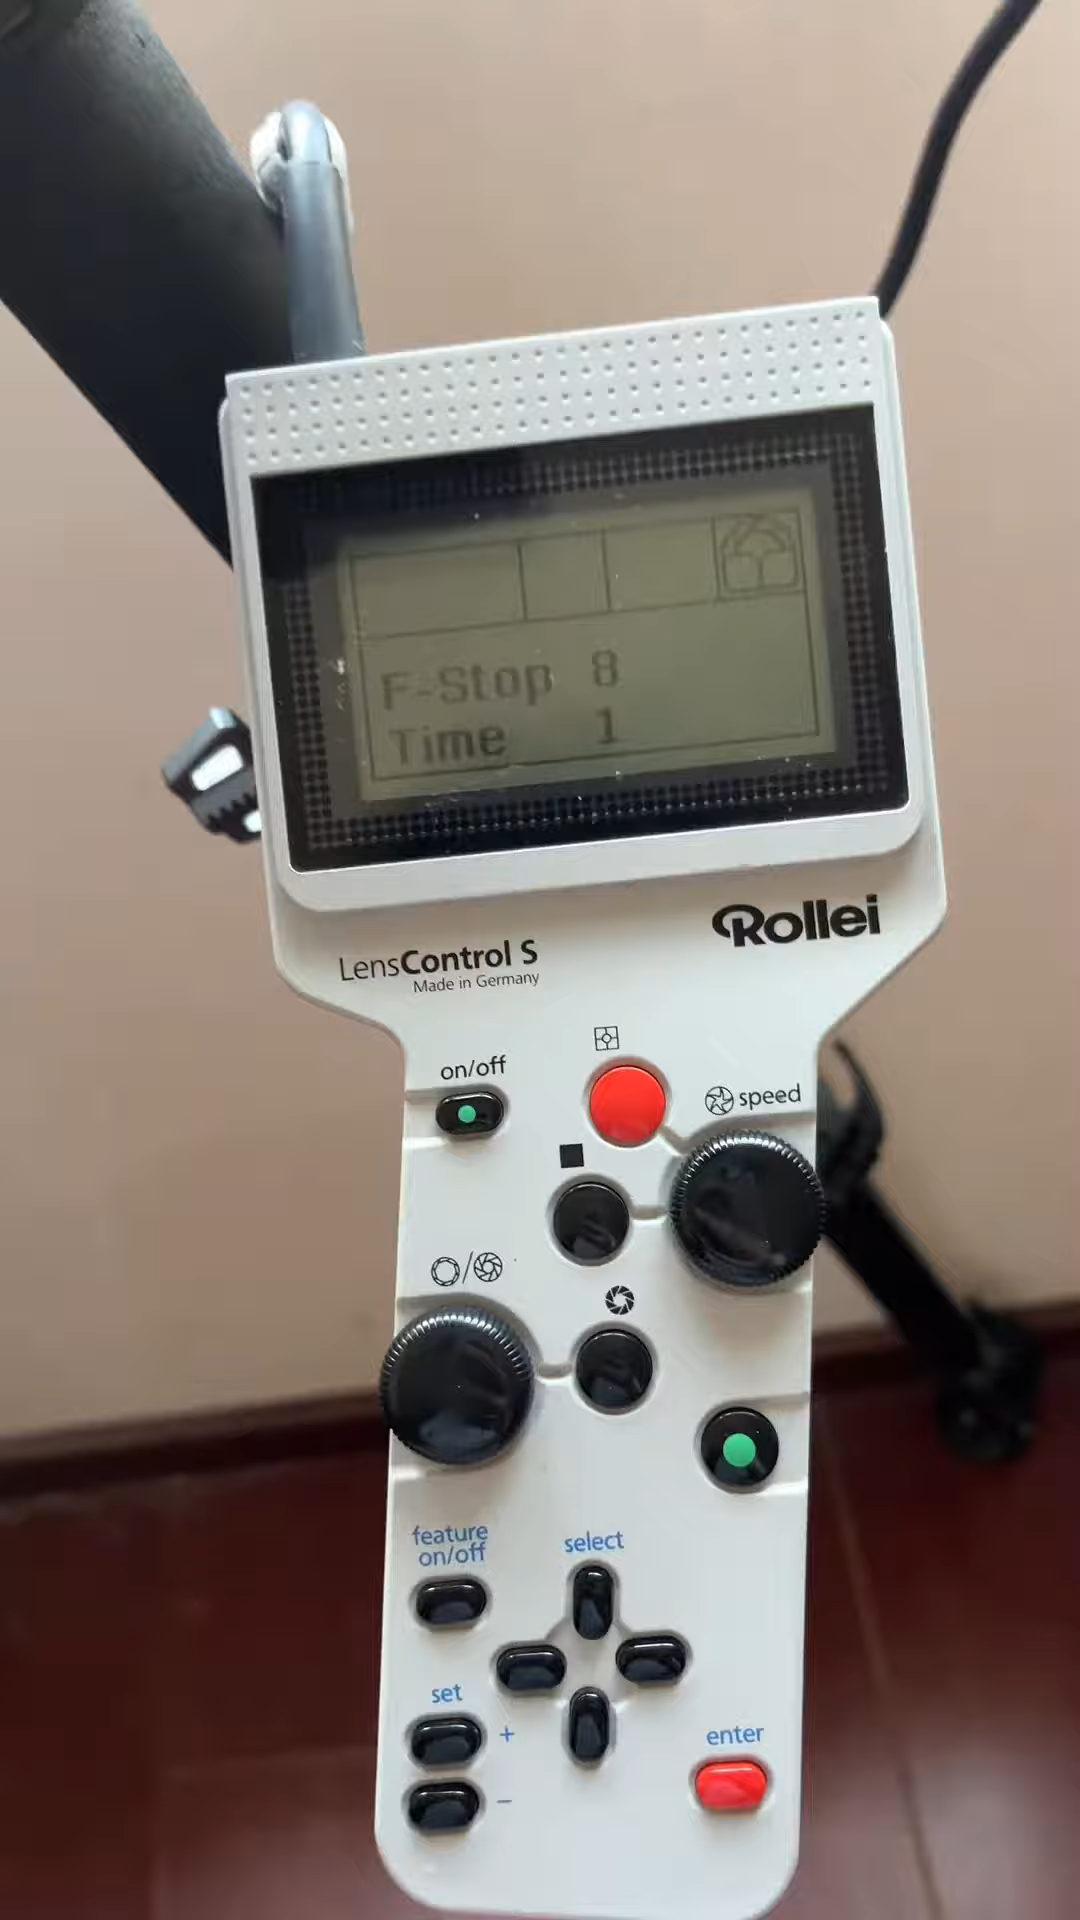 F-Stop 8
Time 1
Rollei
LensControl S
Made in Germany
on/off
speed
/
feature
on/off
select
set
+
enter
−